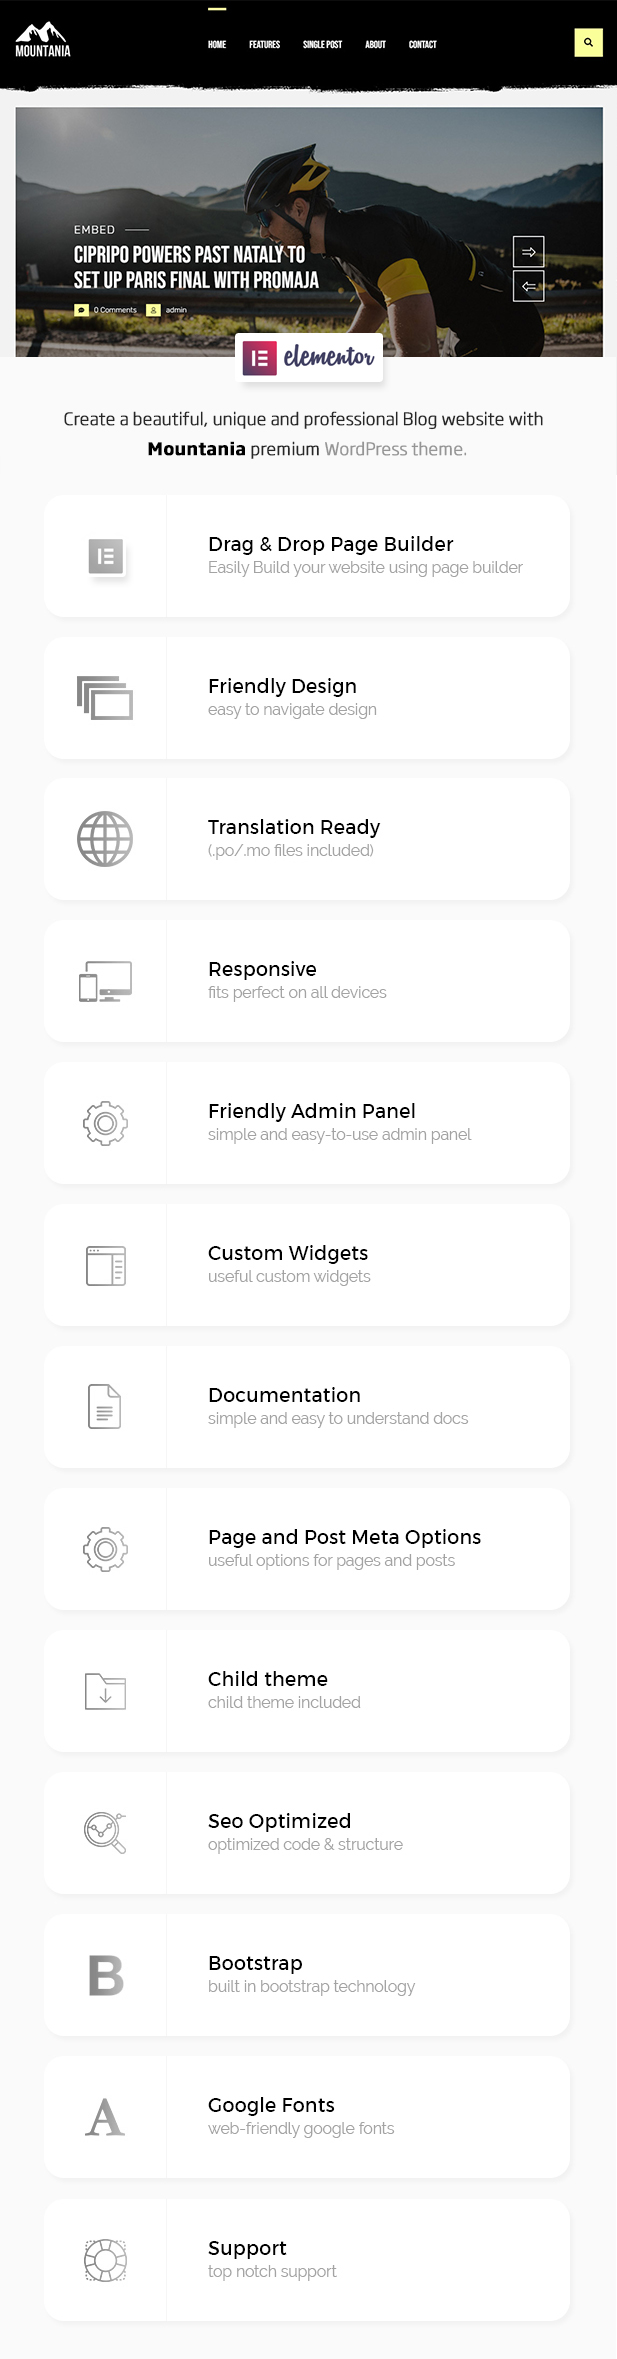 MOUNTANIA
HOME FEATURES SINGLE POST ABOUT CONTACT
EMBED
CIPRIPO POWERS PAST NATALY TO
SET UP PARIS FINAL WITH PROMAJA
0 Comments admin
elementor
Create a beautiful, unique and professional Blog website with
Mountania premium WordPress theme.
Drag & Drop Page Builder
Easily Build your website using page builder
Friendly Design
easy to navigate design
Translation Ready
(.po/.mo files included)
Responsive
fits perfect on all devices
Friendly Admin Panel
simple and easy-to-use admin panel
Custom Widgets
useful custom widgets
Documentation
simple and easy to understand docs
Page and Post Meta Options
useful options for pages and posts
Child theme
child theme included
Seo Optimized
optimized code & structure
B
Bootstrap
built in bootstrap technology
A
Google Fonts
web-friendly google fonts
Support
top notch support